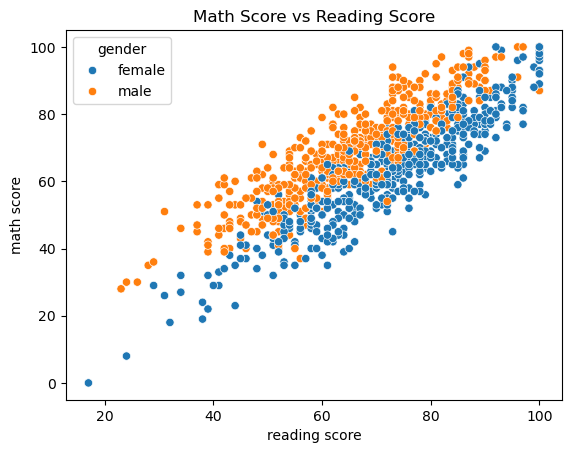 Math Score vs Reading Score
gender
female
male
math score
100
80
60
40
20
0
20
40
60
80
100
reading score